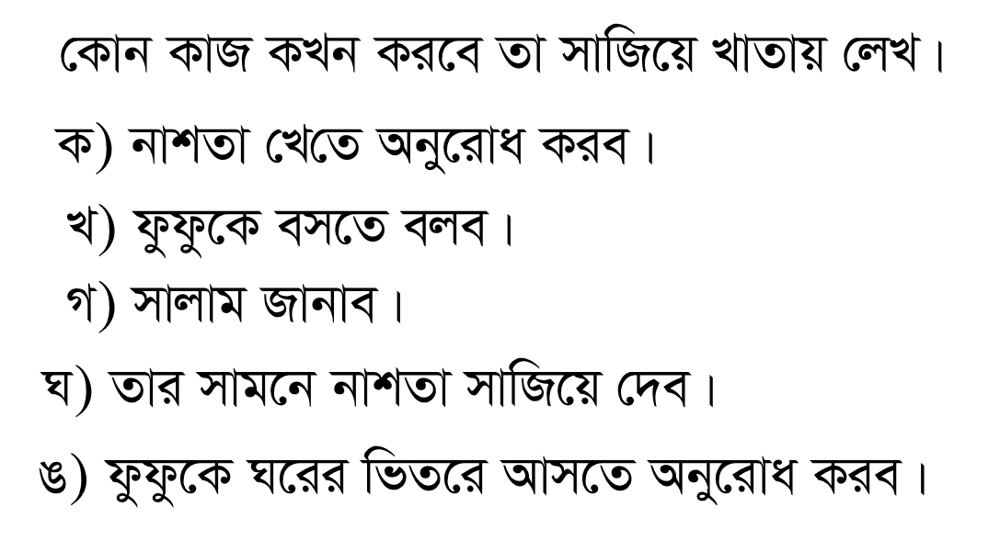 কোন কাজ কখন করবে তা সাজিয়ে খাতায় লেখ।
ক) নাশতা খেতে অনুরোধ করব।
খ) ফুফুকে বসতে বলব।
গ) সালাম জানাব।
ঘ) তার সামনে নাশতা সাজিয়ে দেব।
ঙ) ফুফুকে ঘরের ভিতরে আসতে অনুরোধ করব।